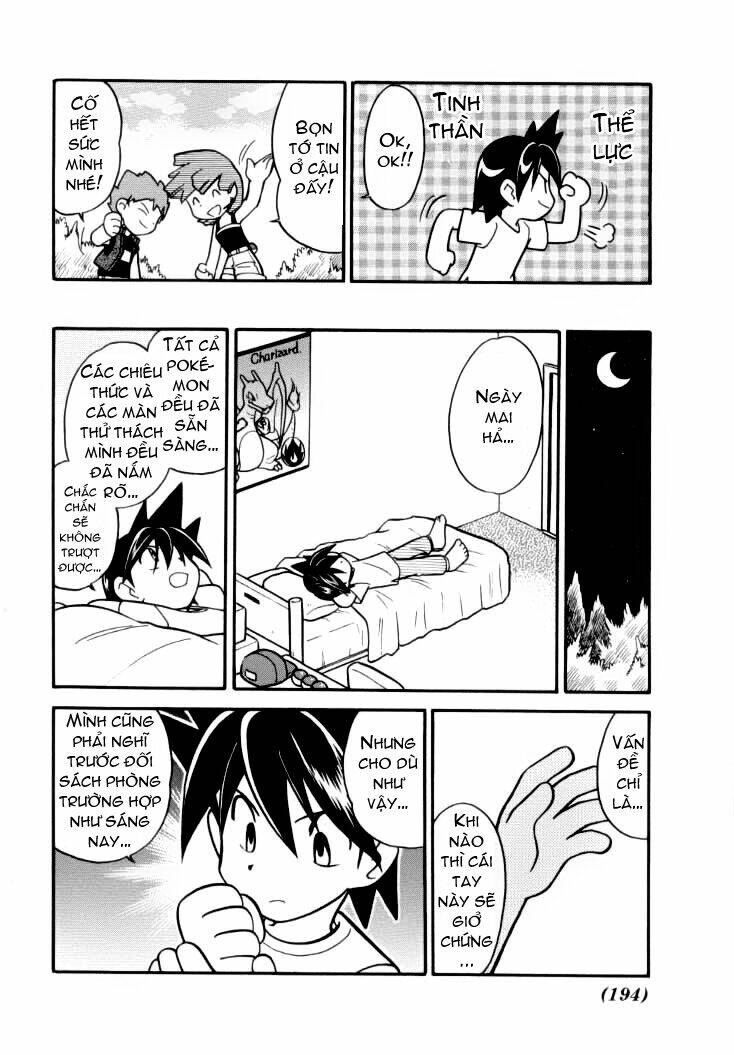 TINH
THẦN
THỂ
LỰC
OK,
OK!!
BỌN
TỚ TIN
Ở CẬU
ĐẤY!
CỐ
HẾT
SỨC
MÌNH
NHÉ!
NGÀY
MAI
HẢ...
Charizard.
TẤT CẢ
POKÉ-
MON
ĐỀU ĐÃ
SẴN
SÀNG...
CÁC CHIÊU
THỨC VÀ
CÁC MÀN
THỬ THÁCH
MÌNH ĐỀU
ĐÃ NẮM
RÕ...
CHẮC
CHẮN
SẼ
KHÔNG
TRƯỢT
ĐƯỢC...
VẤN
ĐỀ
CHỈ
LÀ...
KHI
NÀO
THÌ CÁI
TAY
NÀY SẼ
GIỞ
CHỨNG
...
NHƯNG
CHO DÙ
NHƯ
VẬY...
MÌNH CŨNG
PHẢI NGHĨ
TRƯỚC ĐỐI
SÁCH PHÒNG
TRƯỜNG HỢP
NHƯ SÁNG
NAY...
(194)